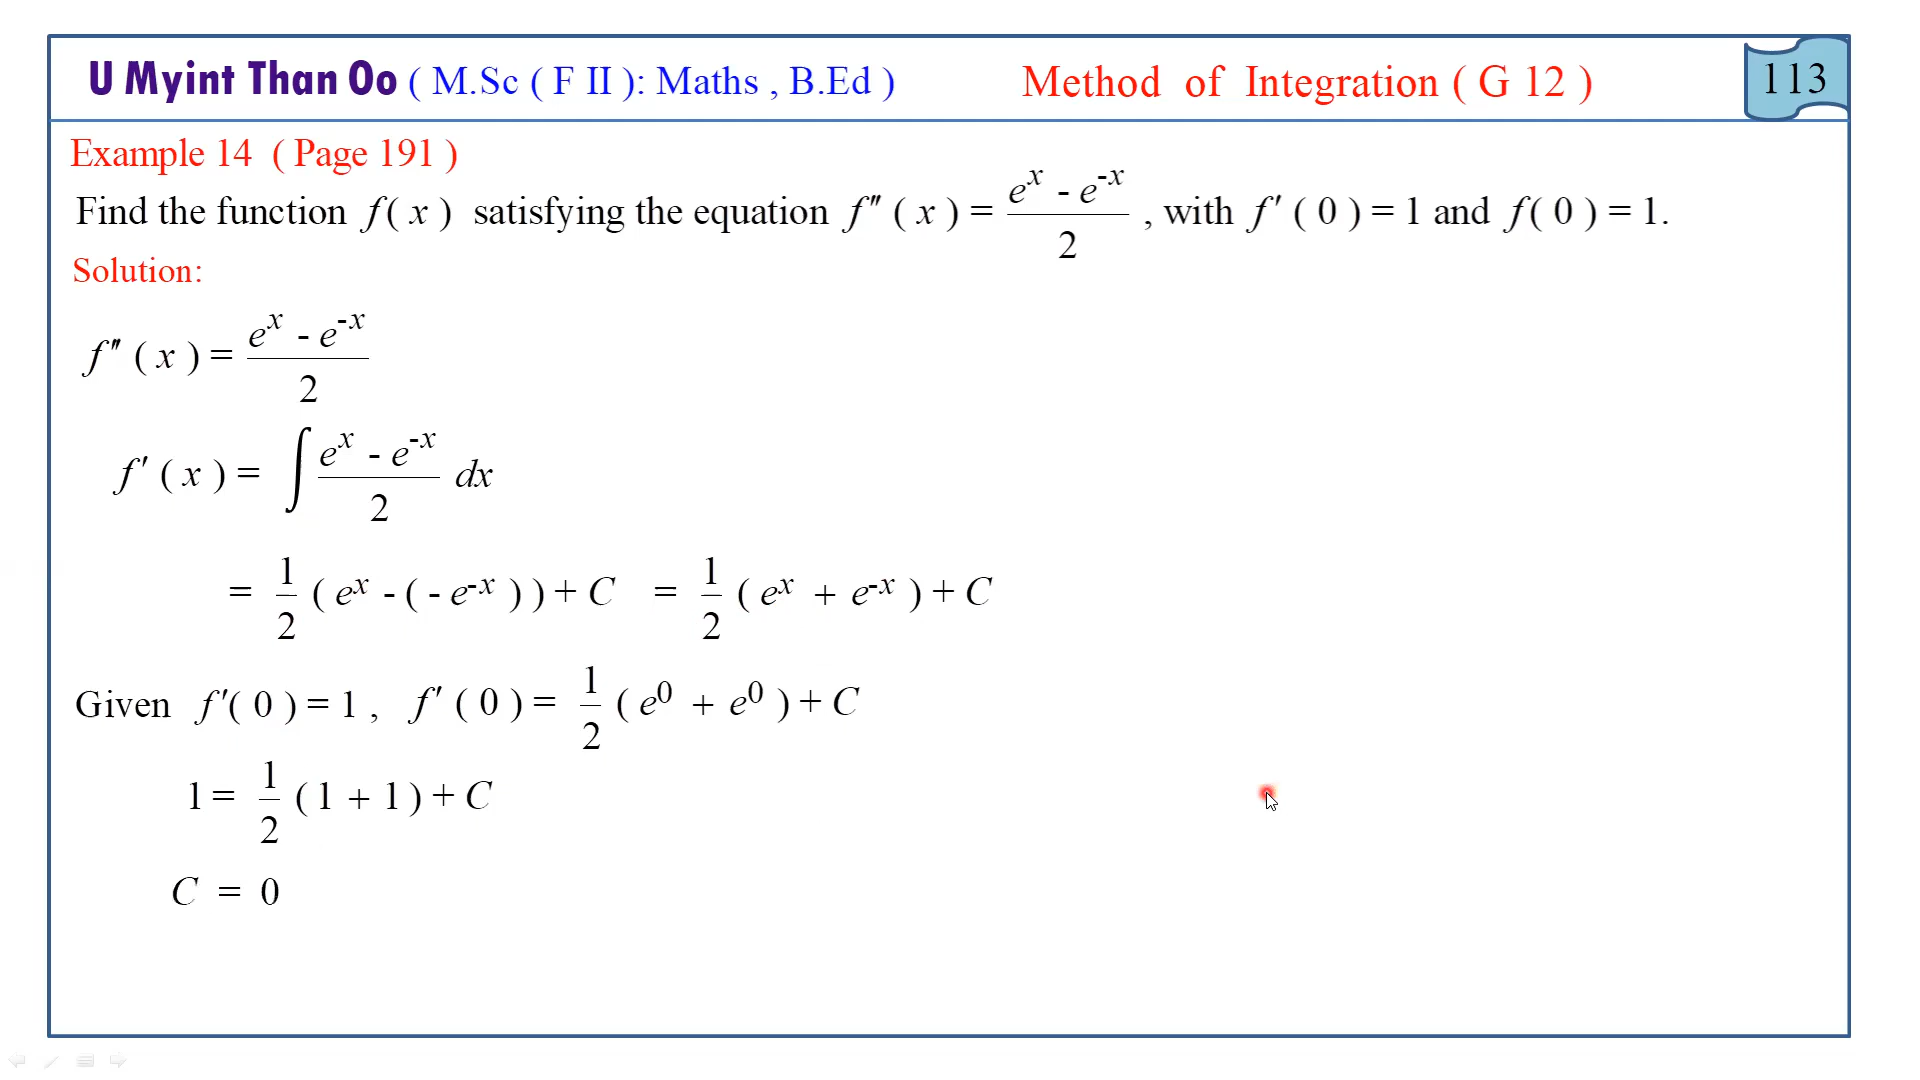 U Myint Than Oo ( M.Sc ( F II ): Maths , B.Ed ) Method of Integration ( G 12 ) 113
Example 14 ( Page 191 )
Find the function f( x ) satisfying the equation f″ ( x ) = (e^x - e^-x)/2 , with f′ ( 0 ) = 1 and f( 0 ) = 1.
Solution:
f″ ( x ) = (e^x - e^-x)/2
f′ ( x ) = ∫ (e^x - e^-x)/2 dx
= 1/2 ( e^x - ( - e^-x ) ) + C = 1/2 ( e^x + e^-x ) + C
Given f′( 0 ) = 1 , f′ ( 0 ) = 1/2 ( e^0 + e^0 ) + C
1 = 1/2 ( 1 + 1 ) + C
C = 0